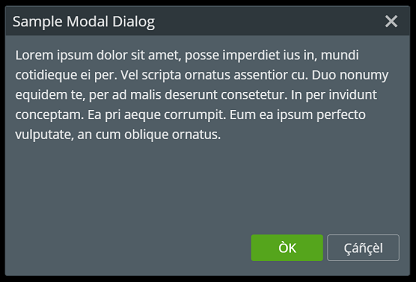 Sample Modal Dialog
Lorem ipsum dolor sit amet, posse imperdiet ius in, mundi
cotidieque ei per. Vel scripta ornatus assentior cu. Duo nonumy
equidem te, per ad malis deserunt consetetur. In per invidunt
conceptam. Ea pri aeque corrumpit. Eum ea ipsum perfecto
vulputate, an cum oblique ornatus.
ÒK
Çáñçèl